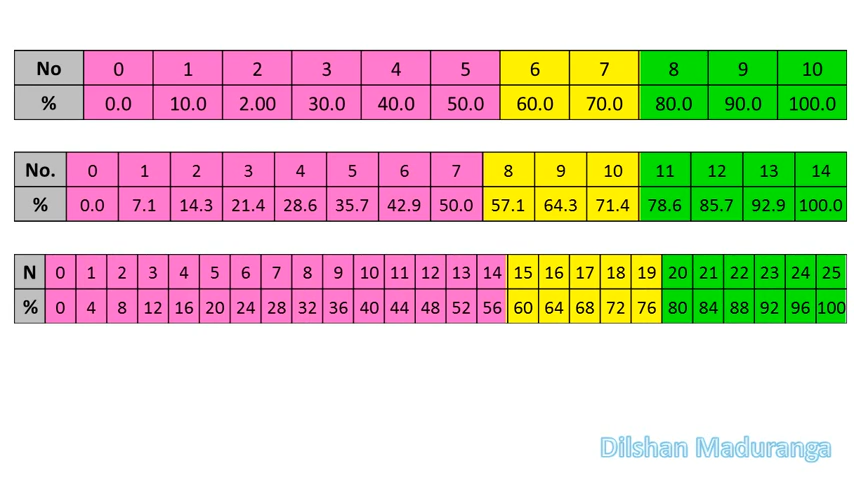 No 0 1 2 3 4 5 6 7 8 9 10
% 0.0 10.0 2.00 30.0 40.0 50.0 60.0 70.0 80.0 90.0 100.0
No. 0 1 2 3 4 5 6 7 8 9 10 11 12 13 14
% 0.0 7.1 14.3 21.4 28.6 35.7 42.9 50.0 57.1 64.3 71.4 78.6 85.7 92.9 100.0
N 0 1 2 3 4 5 6 7 8 9 10 11 12 13 14 15 16 17 18 19 20 21 22 23 24 25
% 0 4 8 12 16 20 24 28 32 36 40 44 48 52 56 60 64 68 72 76 80 84 88 92 96 100
Dilshan Maduranga